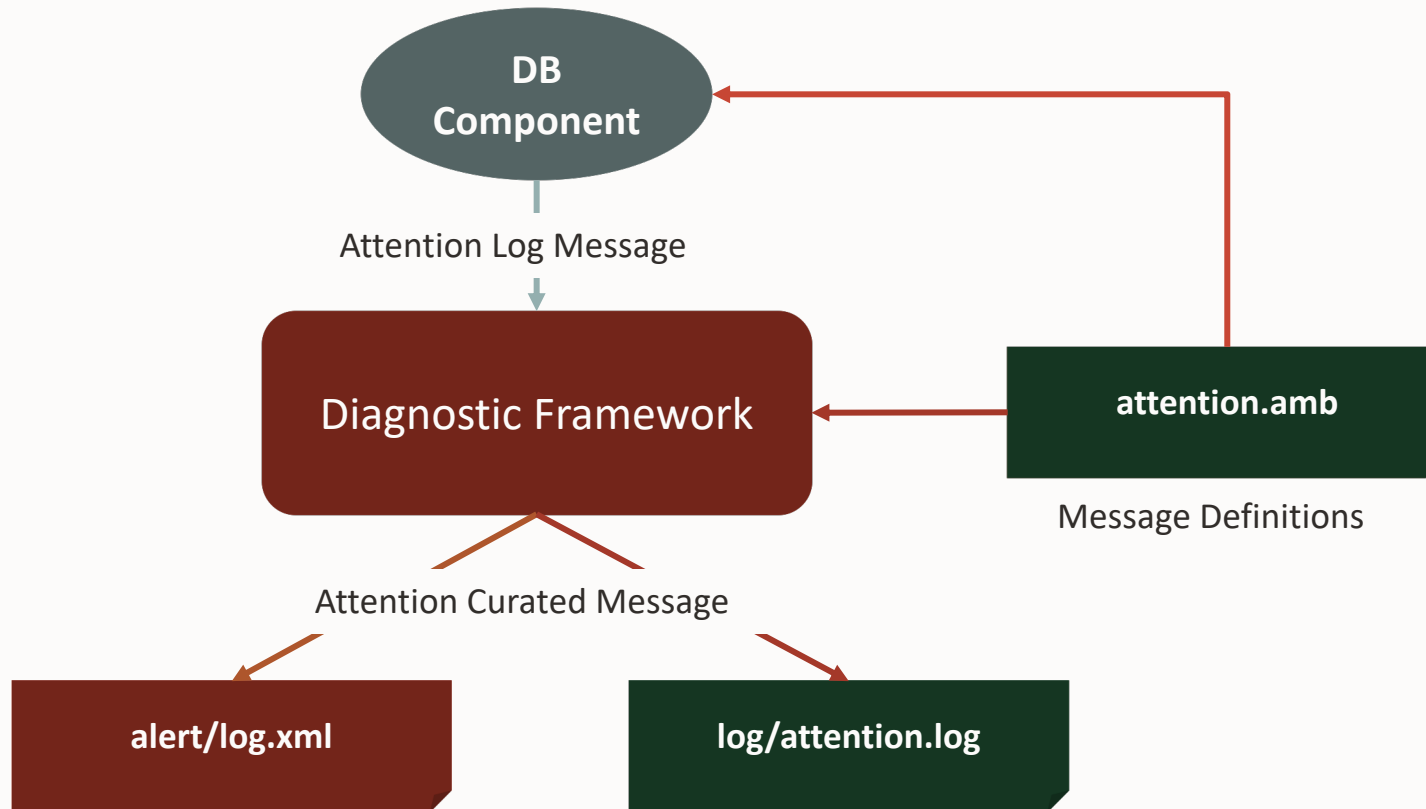 DB
Component
Attention Log Message
Diagnostic Framework
attention.amb
Message Definitions
Attention Curated Message
alert/log.xml
log/attention.log